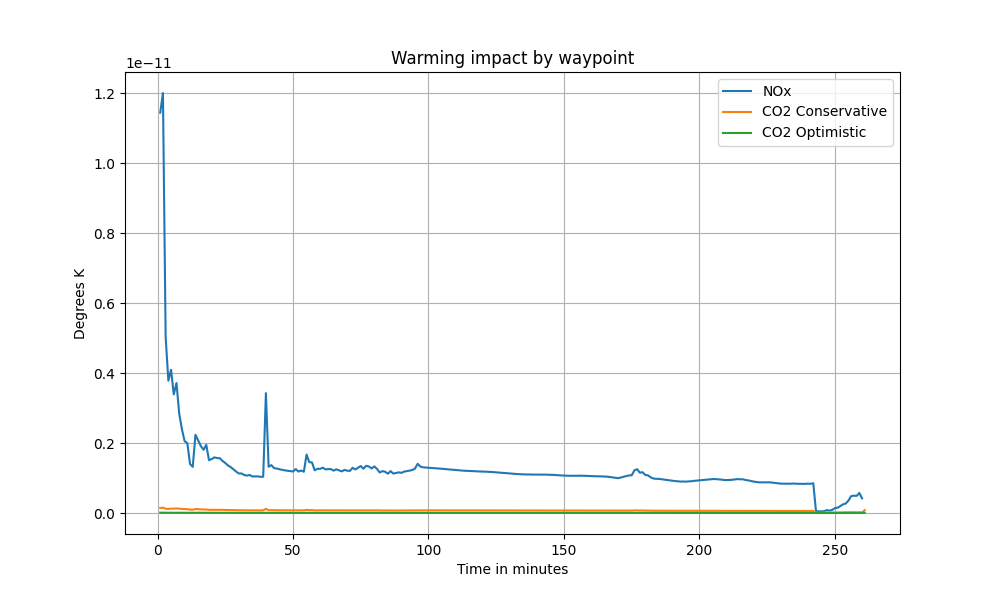 Warming impact by waypoint
1e−11
1.2
1.0
0.8
0.6
0.4
0.2
0.0
Degrees K
NOx
CO2 Conservative
CO2 Optimistic
0 50 100 150 200 250
Time in minutes